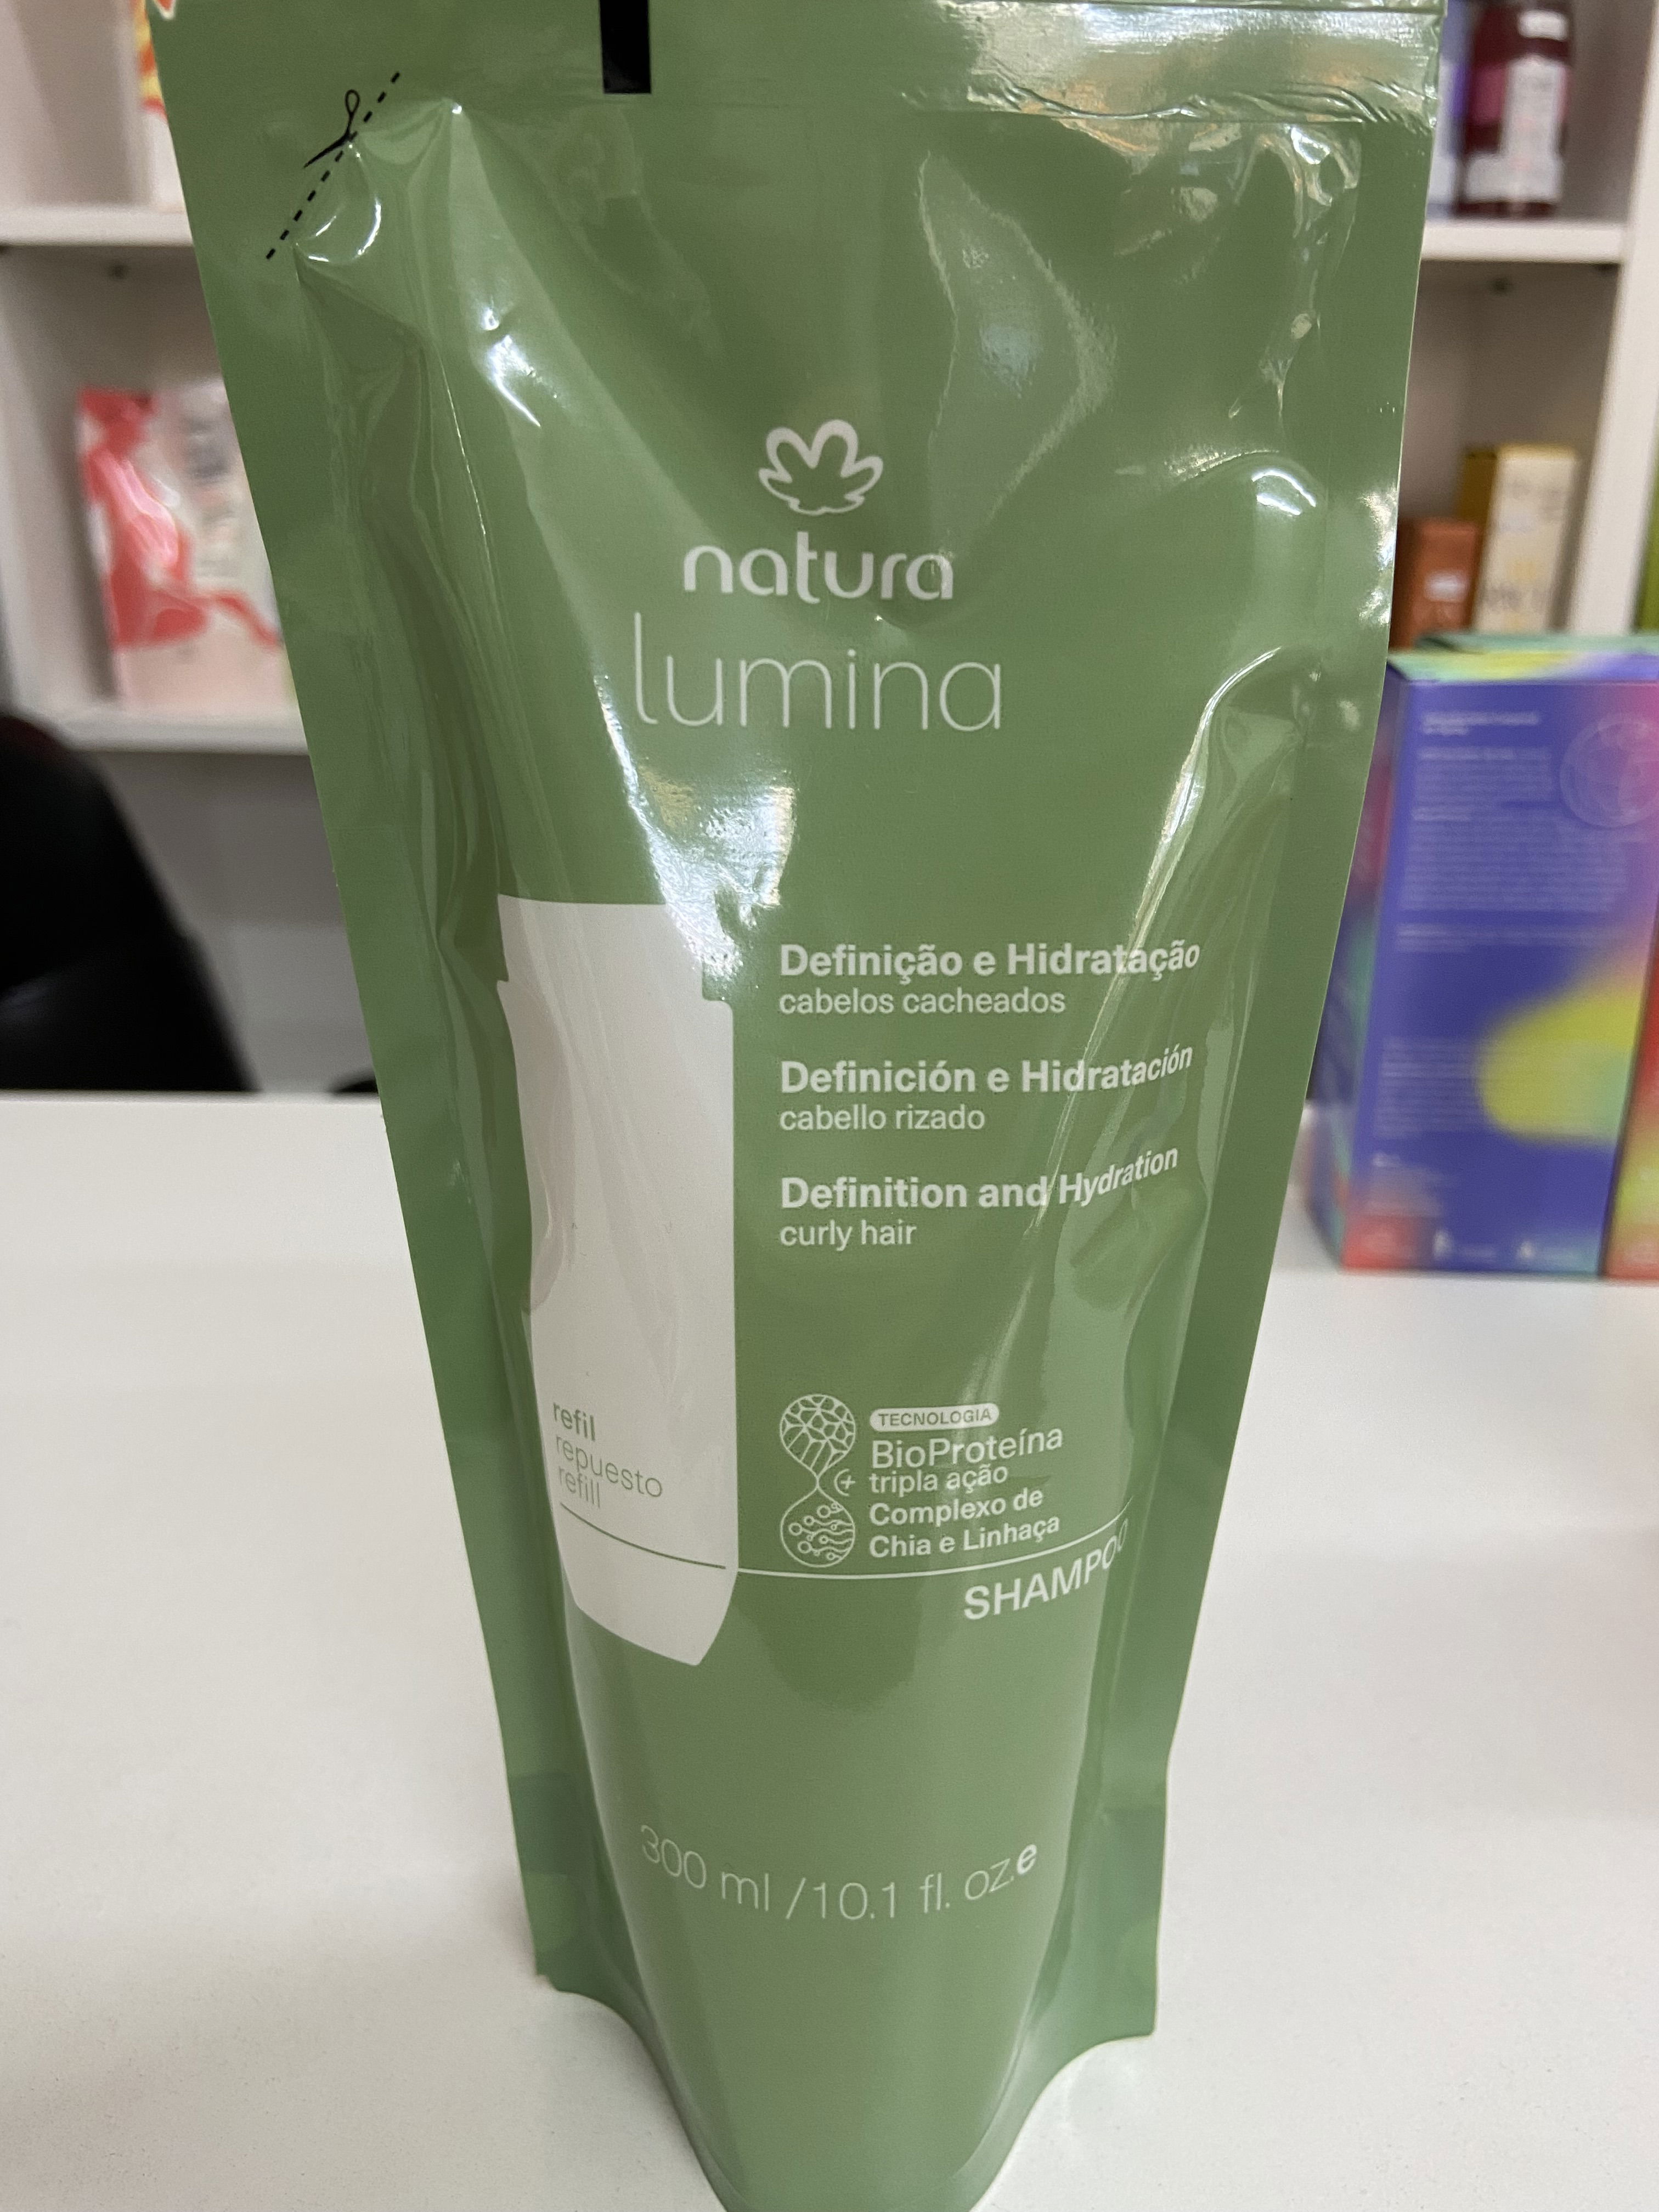 natura
lumina
Definição e Hidratação
cabelos cacheados
Definición e Hidratación
cabello rizado
Definition and Hydration
curly hair
refil
repuesto
refill
TECNOLOGIA
BioProteína
tripla ação
Complexo de
Chia e Linhaça
SHAMPOO
300 ml /10.1 fl. oz.e